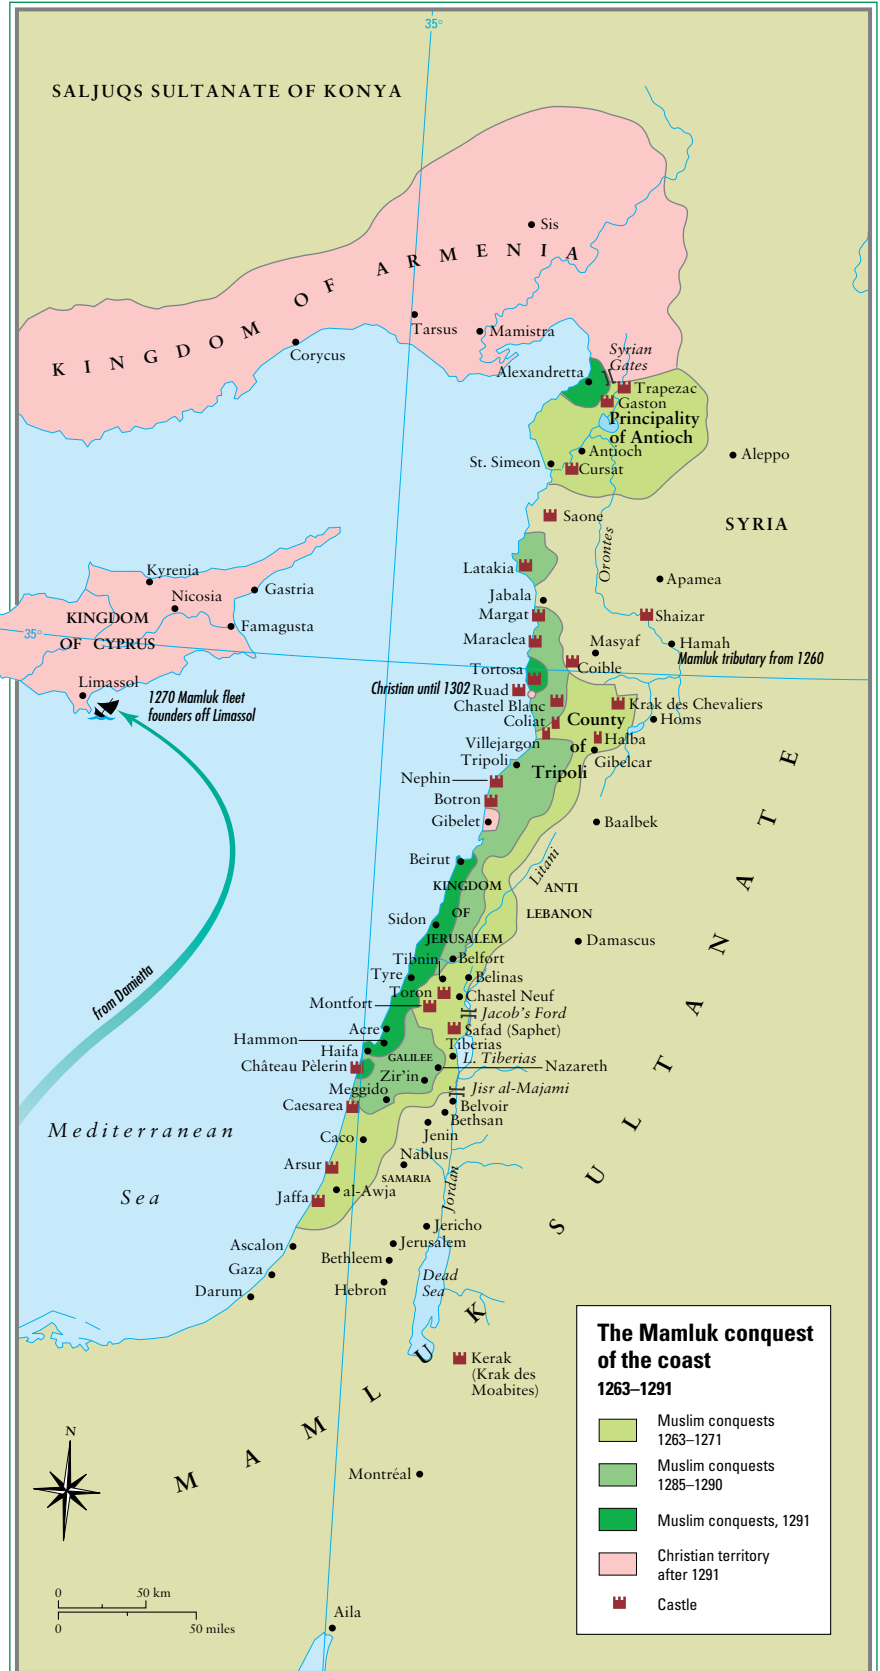 35°
SALJUQS SULTANATE OF KONYA
Sis
KINGDOM OF ARMENIA
Tarsus
Mamistra
Corycus
Syrian
Gates
Alexandretta
Trapezac
Gaston
Principality
of Antioch
Antioch
Aleppo
St. Simeon
Cursat
Saone
SYRIA
Orontes
Latakia
Kyrenia
Apamea
Gastria
Nicosia
Jabala
KINGDOM
OF CYPRUS
Margat
Shaizar
Famagusta
35°
Maraclea
Masyaf
Hamah
Mamluk tributary from 1260
Tortosa
Coible
Limassol
Christian until 1302
Ruad
1270 Mamluk fleet
founders off Limassol
Chastel Blanc
Krak des Chevaliers
Coliat
County
of
Tripoli
Homs
Villejargon
Halba
Tripoli
Gibelcar
Nephin
Botron
Gibelet
Baalbek
Beirut
Litani
KINGDOM
OF
JERUSALEM
ANTI
LEBANON
Sidon
Damascus
Tibnin
Belfort
Tyre
Belinas
from Damietta
Toron
Chastel Neuf
Montfort
Jacob's Ford
Acre
Safad (Saphet)
Hammon
Tiberias
Haifa
GALILEE
L. Tiberias
Château Pèlerin
Nazareth
Zir'in
Meggido
Jisr al-Majami
Caesarea
Belvoir
Bethsan
Mediterranean
Sea
Caco
Jenin
Nablus
Arsur
SAMARIA
Jordan
Jaffa
al-Awja
Jericho
Ascalon
Jerusalem
Bethleem
Gaza
Dead
Sea
Darum
Hebron
MAMLUK SULTANATE
Kerak
(Krak des
Moabites)
Montréal
Aila
N
0 50 km
0 50 miles
The Mamluk conquest
of the coast
1263–1291
Muslim conquests
1263–1271
Muslim conquests
1285–1290
Muslim conquests, 1291
Christian territory
after 1291
Castle